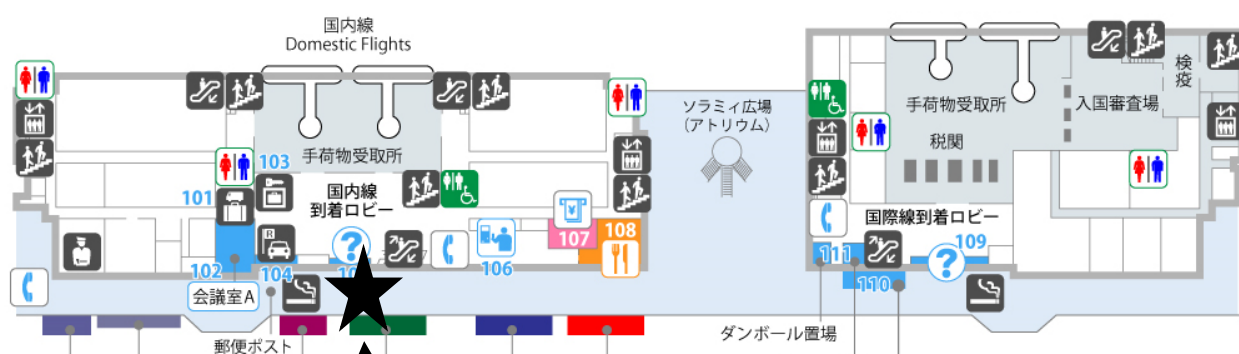 国内線
Domestic Flights
手荷物受取所
103
101
国内線
到着ロビー
102
104
会議室A
郵便ポスト
106
107
108
ソラミィ広場
(アトリウム)
手荷物受取所
税関
入国審査場
検疫
国際線到着ロビー
109
111
110
ダンボール置場